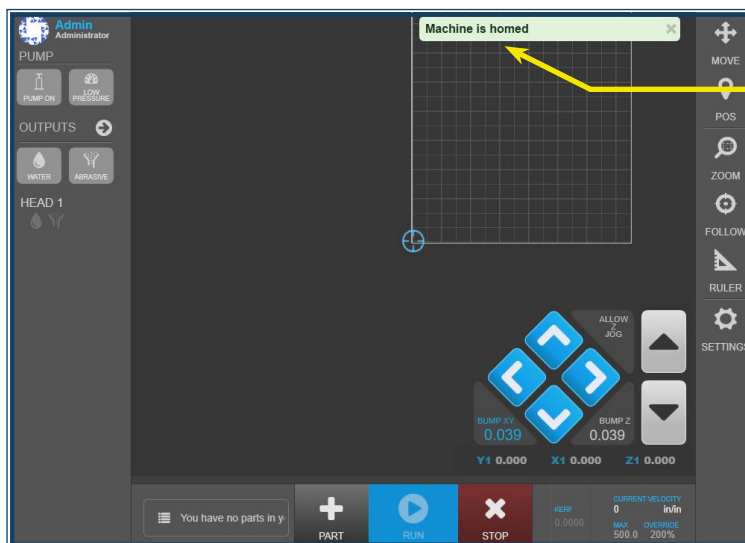 Admin
Administrator
PUMP
PUMP ON
LOW
PRESSURE
OUTPUTS
WATER
ABRASIVE
HEAD 1
Machine is homed
MOVE
POS
ZOOM
FOLLOW
RULER
SETTINGS
ALLOW
Z
JOG
BUMP XY
0.039
BUMP Z
0.039
Y1 0.000 X1 0.000 Z1 0.000
You have no parts in y
PART
RUN
STOP
KERF
0.0000
CURRENT VELOCITY
0 in/in
MAX OVERRIDE
500.0 200%